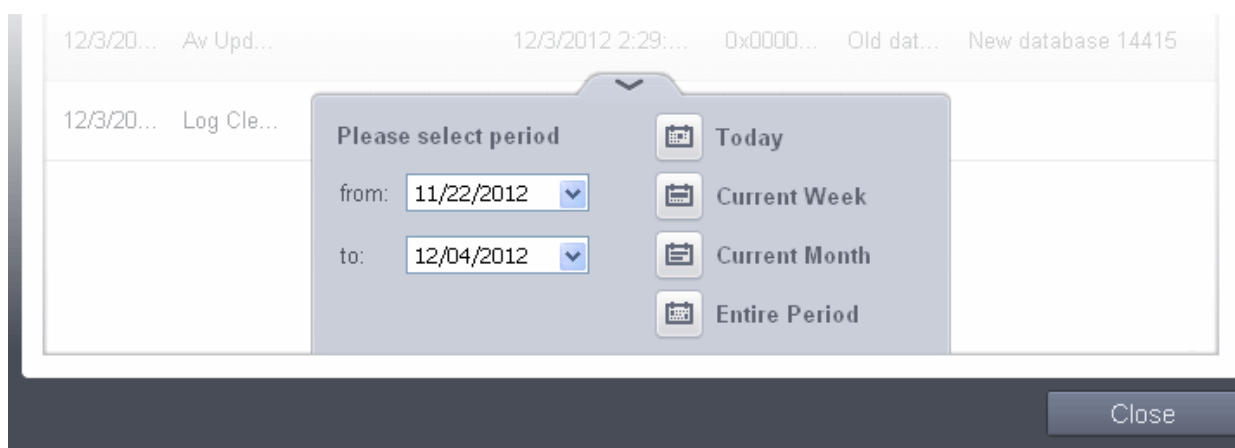 12/3/20... Av Upd... 12/3/2012 2:29:... 0x0000... Old dat... New database 14415
12/3/20... Log Cle...
Please select period
from: 11/22/2012
to: 12/04/2012
Today
Current Week
Current Month
Entire Period
Close